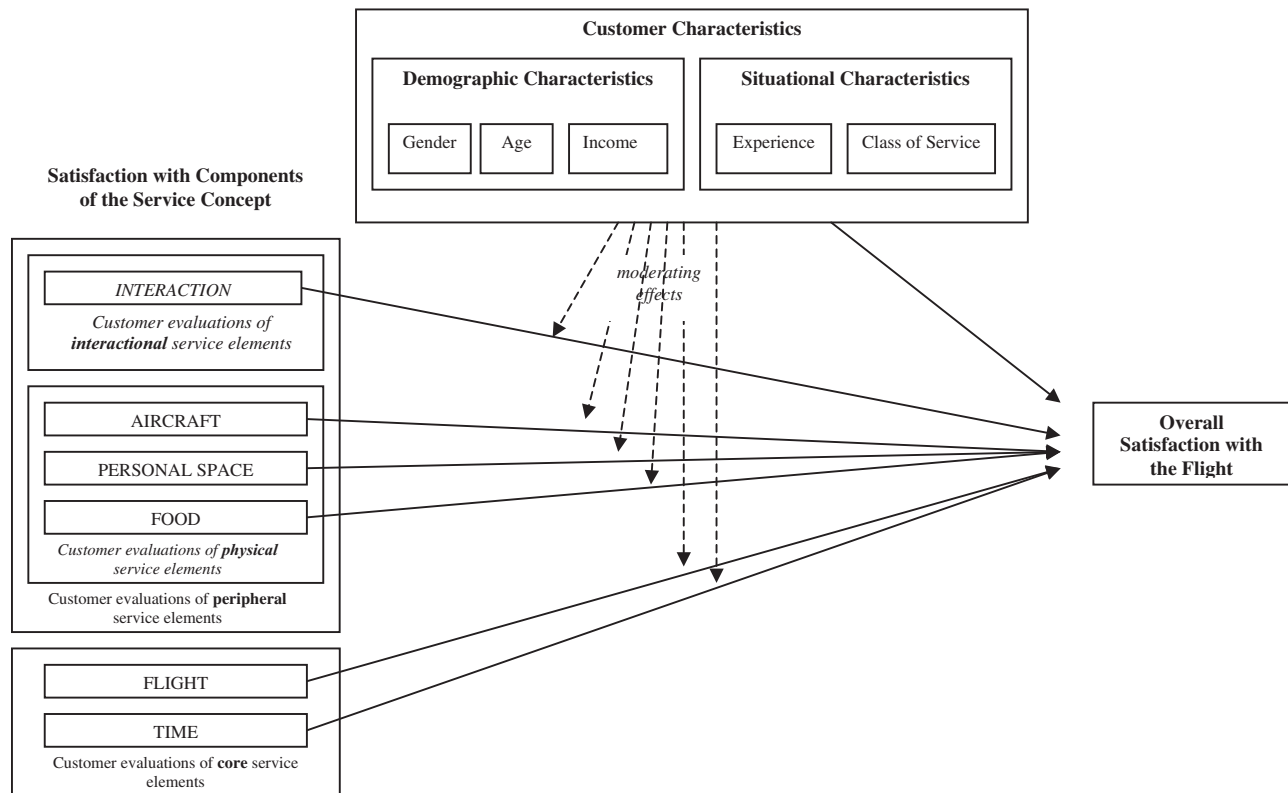 Customer Characteristics
Demographic Characteristics
Situational Characteristics
Gender
Age
Income
Experience
Class of Service
Satisfaction with Components
of the Service Concept
INTERACTION
Customer evaluations of
interactional service elements
moderating
effects
AIRCRAFT
PERSONAL SPACE
FOOD
Customer evaluations of physical
service elements
Customer evaluations of peripheral
service elements
FLIGHT
TIME
Customer evaluations of core service
elements
Overall
Satisfaction with
the Flight